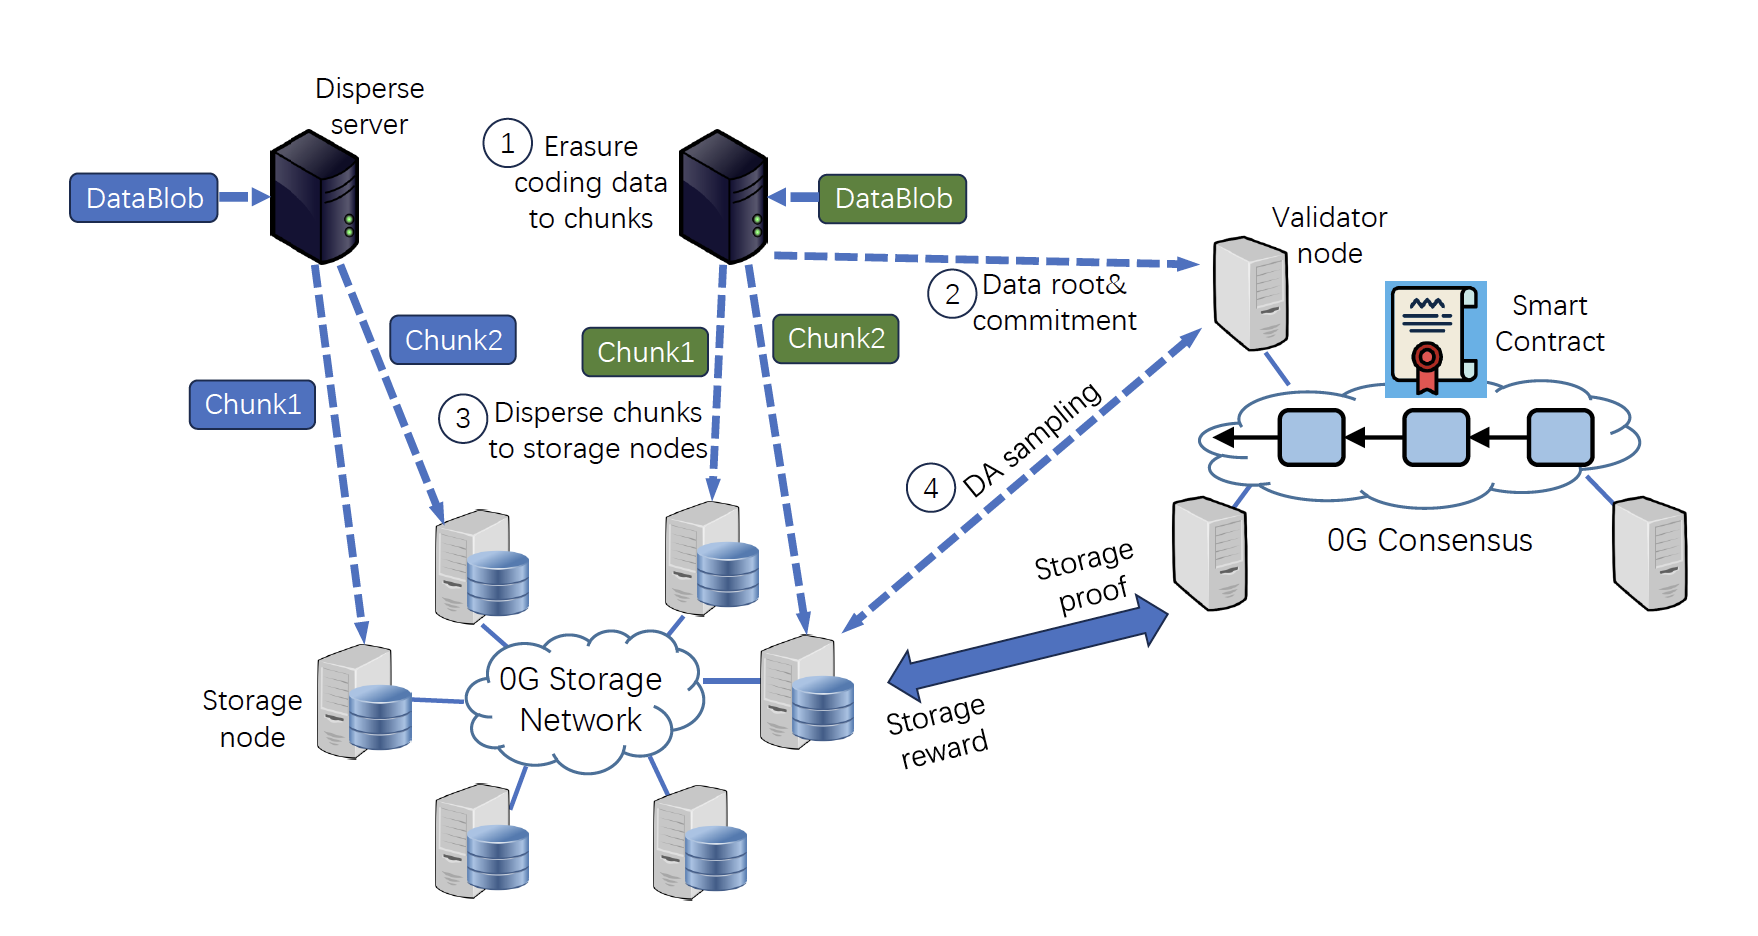 Disperse
server
DataBlob
1
Erasure
coding data
to chunks
DataBlob
Validator
node
2
Data root&
commitment
Smart
Contract
Chunk2
Chunk1
Chunk1
Chunk2
3
Disperse chunks
to storage nodes
4
DA sampling
0G Consensus
Storage
proof
Storage
reward
0G Storage
Network
Storage
node